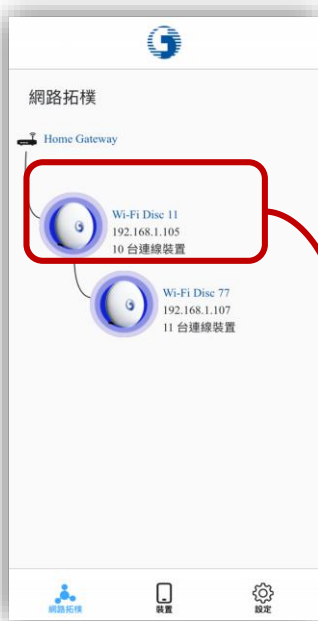 網路拓樸
Home Gateway
Wi-Fi Disc 11
192.168.1.105
10 台連線裝置
Wi-Fi Disc 77
192.168.1.107
11 台連線裝置
網路拓樸
裝置
設定